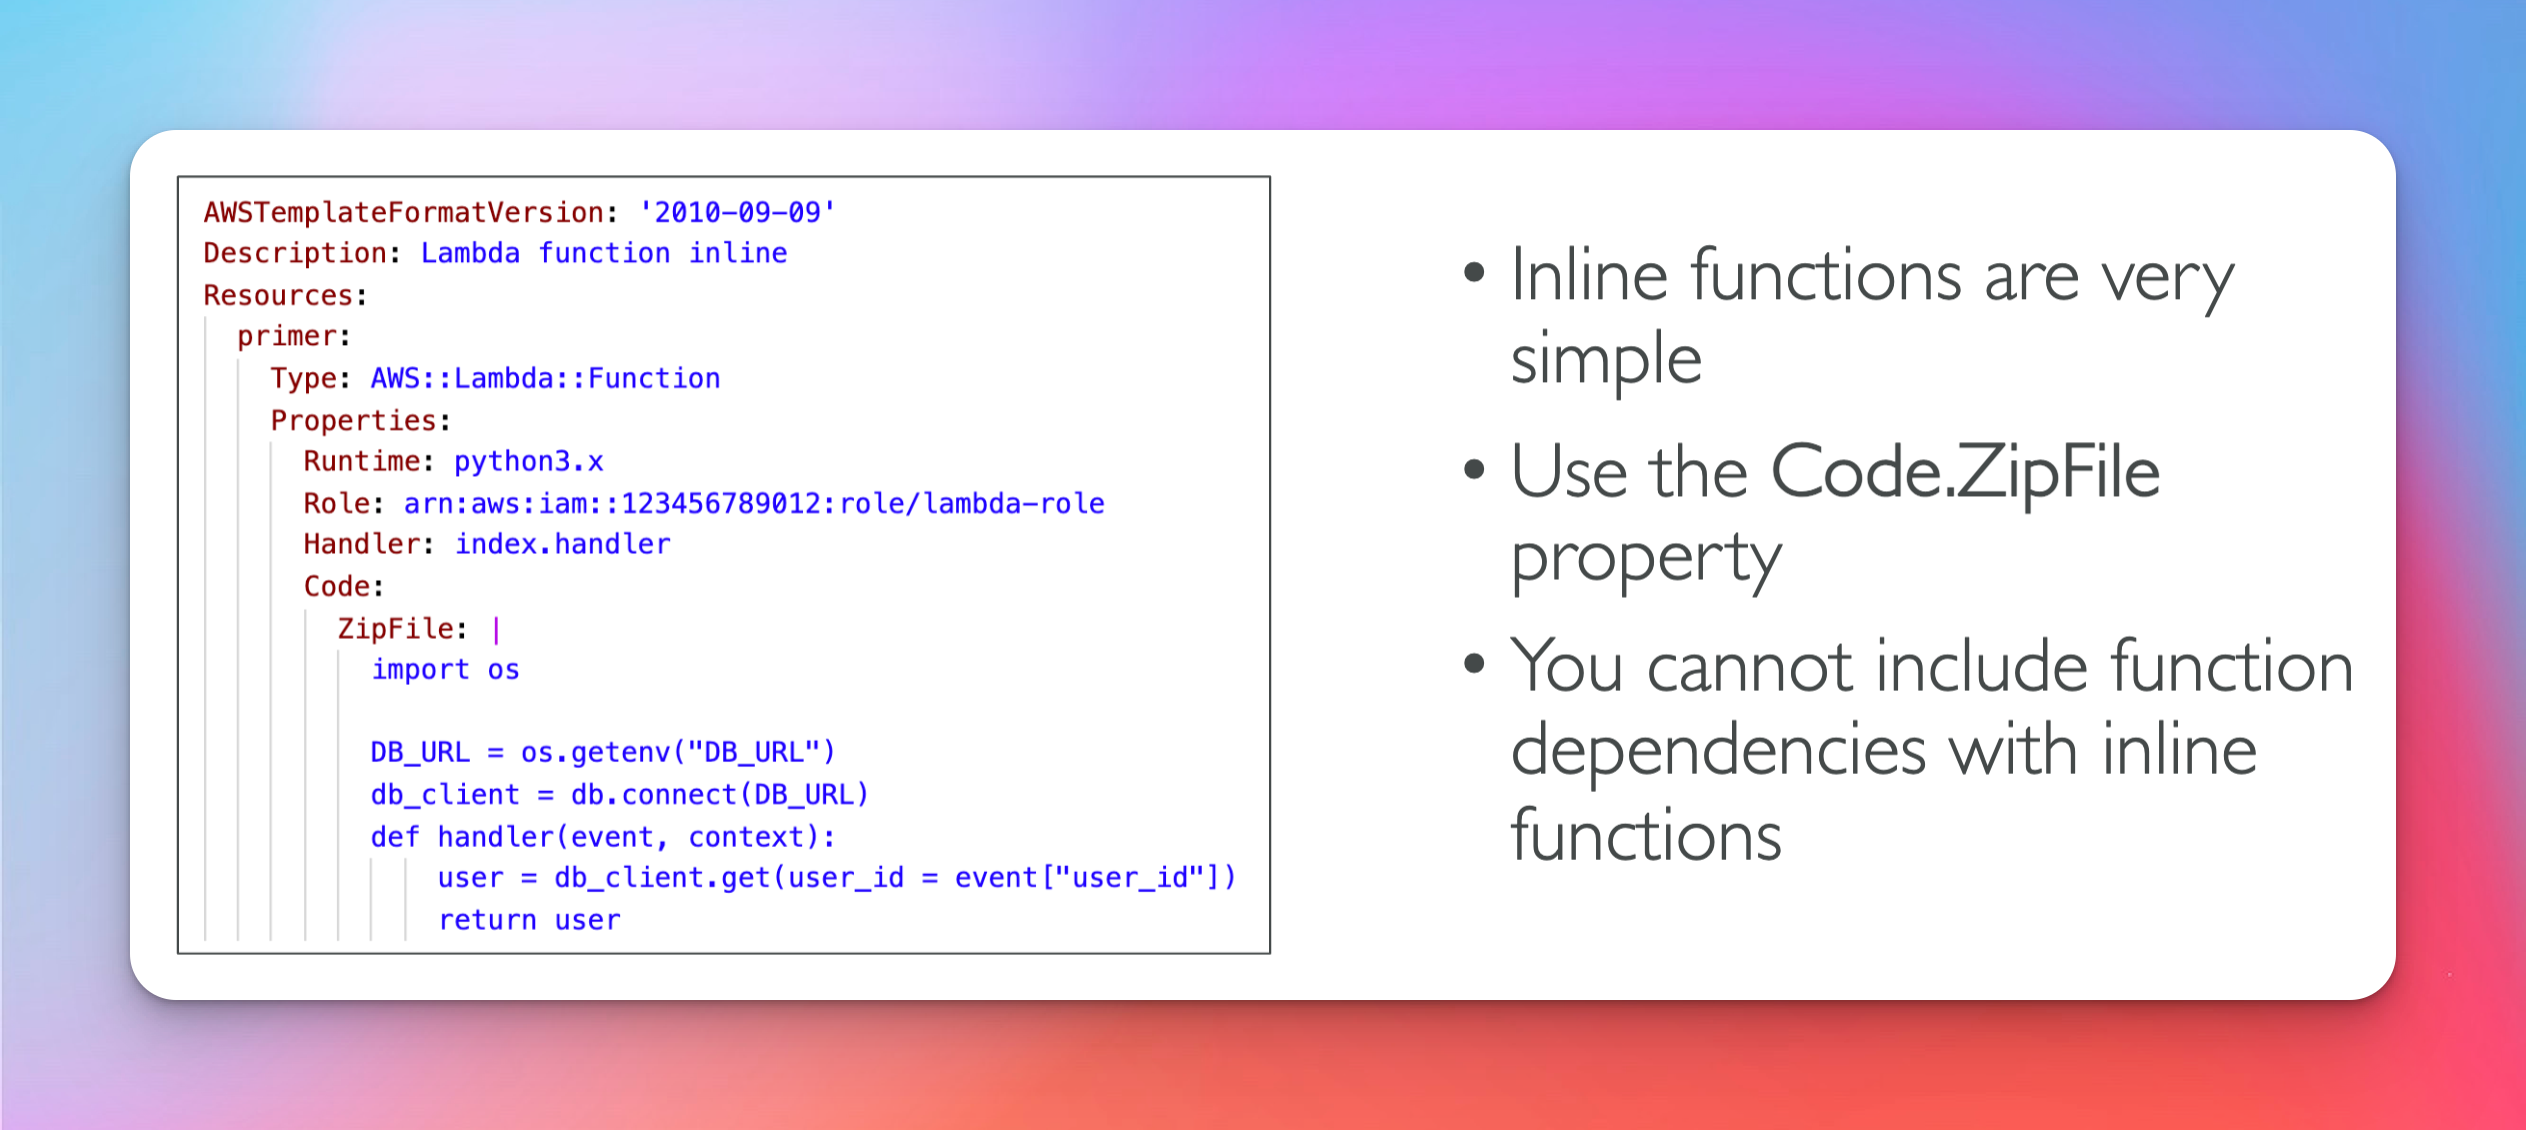 AWSTemplateFormatVersion: '2010-09-09'
Description: Lambda function inline
Resources:
primer:
Type: AWS::Lambda::Function
Properties:
Runtime: python3.x
Role: arn:aws:iam::123456789012:role/lambda-role
Handler: index.handler
Code:
ZipFile: |
import os
DB_URL = os.getenv("DB_URL")
db_client = db.connect(DB_URL)
def handler(event, context):
user = db_client.get(user_id = event["user_id"])
return user
• Inline functions are very
simple
• Use the Code.ZipFile
property
• You cannot include function
dependencies with inline
functions